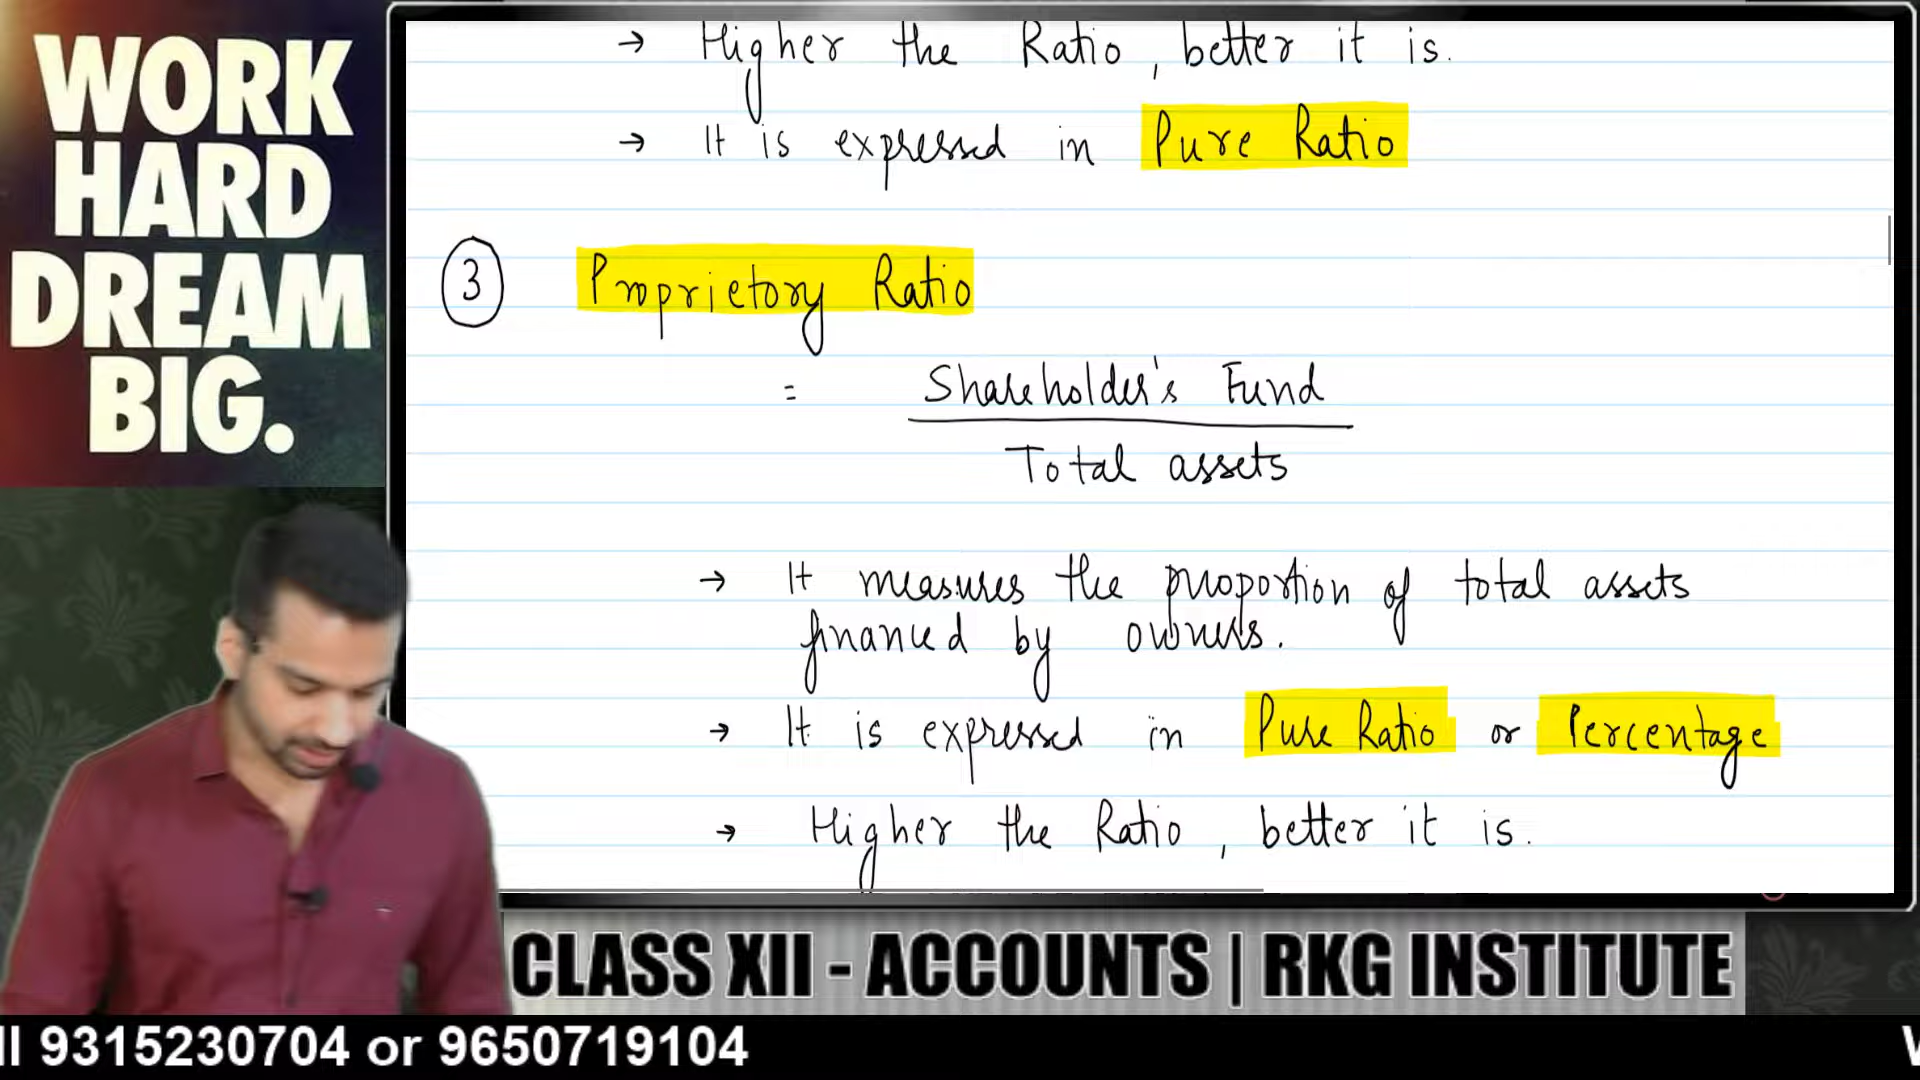 WORK
HARD
DREAM
BIG.
→ Higher the Ratio, better it is.
→ It is expressed in Pure Ratio
3 Proprietory Ratio
= Shareholder's Fund
Total assets
→ It measures the proportion of total assets
financed by owners.
→ It is expressed in Pure Ratio or Percentage
→ Higher the Ratio, better it is.
CLASS XII - ACCOUNTS | RKG INSTITUTE
ll 9315230704 or 9650719104